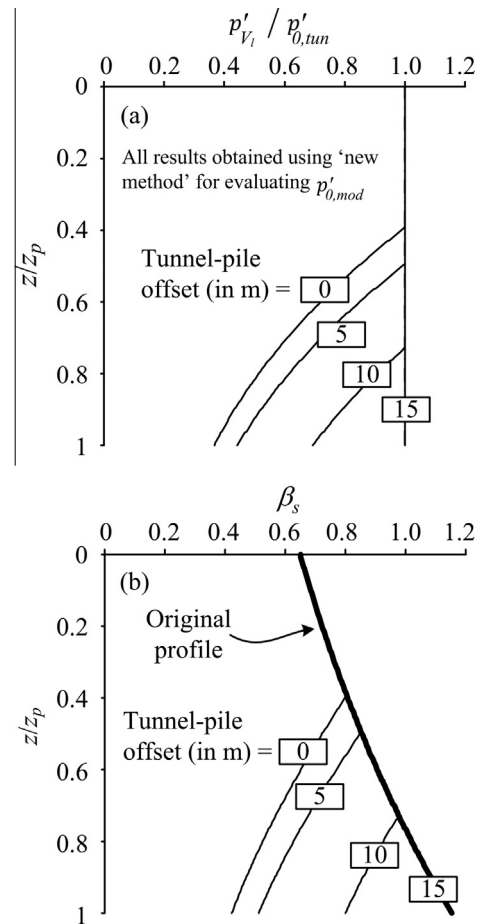 p′Vl / p′0,tun
0 0.2 0.4 0.6 0.8 1.0 1.2
0
(a)
0.2
All results obtained using ‘new
method’ for evaluating p′0,mod
0.4
Tunnel-pile
offset (in m) = 0
z/zp
0.6
5
0.8
10
15
1
βs
0 0.2 0.4 0.6 0.8 1.0 1.2
0
(b)
Original
0.2
profile
0.4
Tunnel-pile
offset (in m) = 0
z/zp
0.6
5
0.8
10
15
1